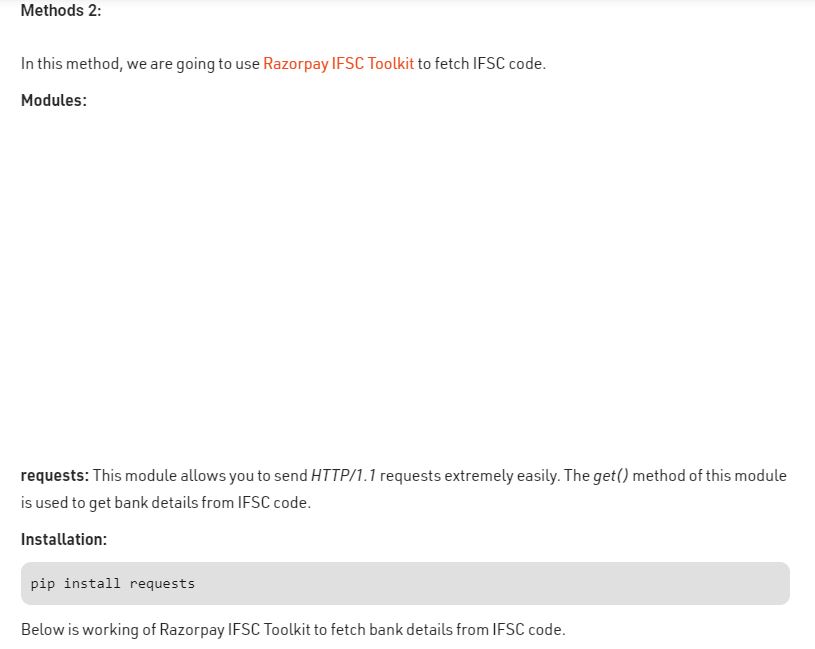 Methods 2:
In this method, we are going to use Razorpay IFSC Toolkit to fetch IFSC code.
Modules:
requests: This module allows you to send HTTP/1.1 requests extremely easily. The get() method of this module
is used to get bank details from IFSC code.
Installation:
pip install requests
Below is working of Razorpay IFSC Toolkit to fetch bank details from IFSC code.